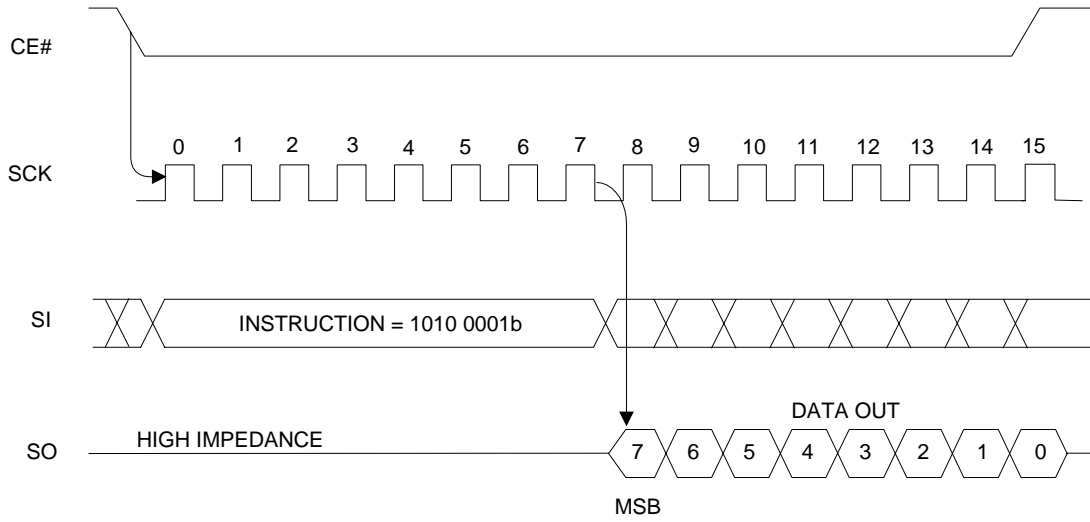 CE#
0 1 2 3 4 5 6 7 8 9 10 11 12 13 14 15
SCK
SI
INSTRUCTION = 1010 0001b
DATA OUT
HIGH IMPEDANCE
SO
7 6 5 4 3 2 1 0
MSB